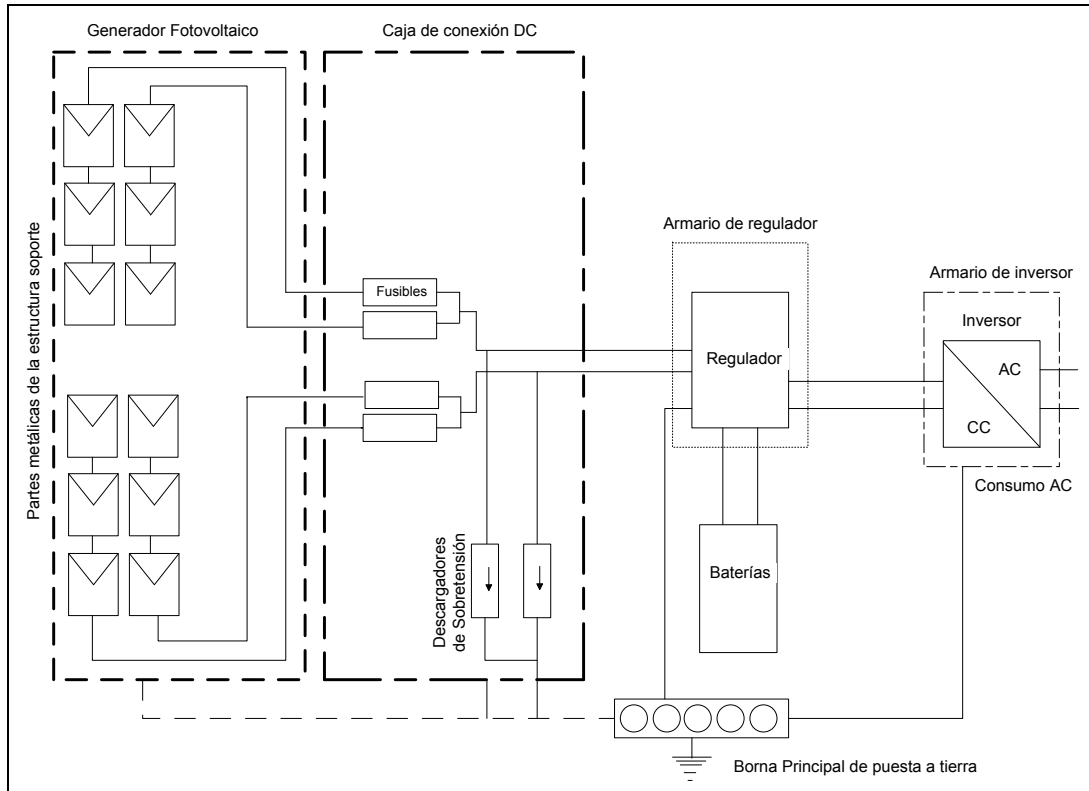 Generador Fotovoltaico
Caja de conexión DC
Partes metálicas de la estructura soporte
Fusibles
Armario de regulador
Regulador
Armario de inversor
Inversor
AC
CC
Consumo AC
Descargadores
de Sobretensión
Baterías
Borna Principal de puesta a tierra